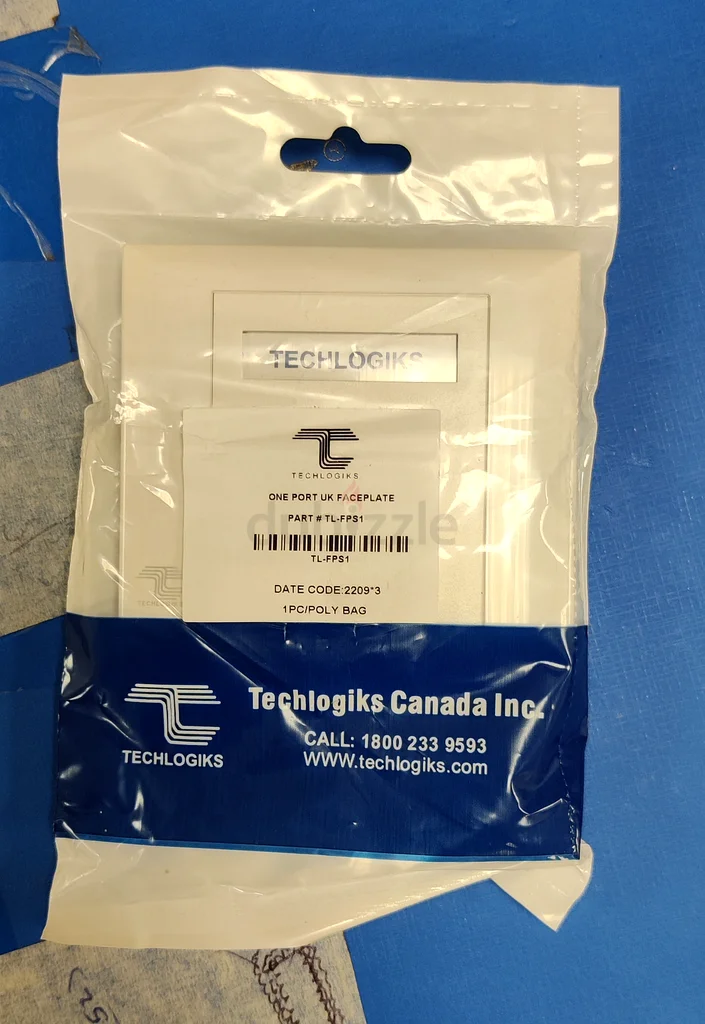 TECHLOGIKS
TECHLOGIKS
ONE PORT UK FACEPLATE
PART # TL-FPS1
dubizzle
TL-FPS1
DATE CODE:2209*3
1PC/POLY BAG
Techlogiks Canada Inc.
CALL: 1800 233 9593
WWW.techlogiks.com
TECHLOGIKS